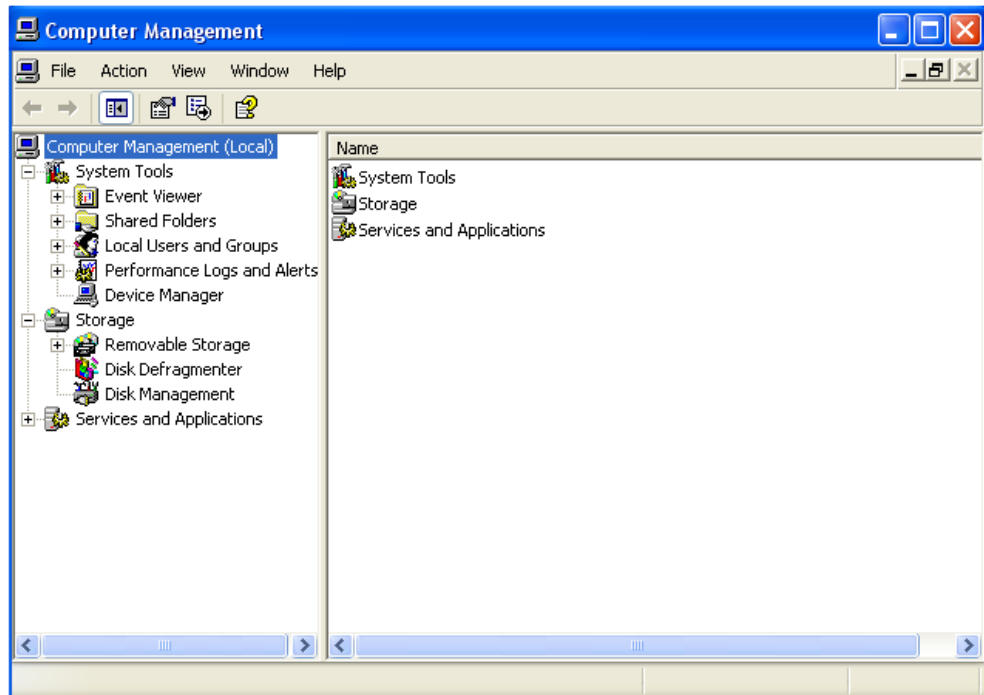 Computer Management
File Action View Window Help
Computer Management (Local)
System Tools
Event Viewer
Shared Folders
Local Users and Groups
Performance Logs and Alerts
Device Manager
Storage
Removable Storage
Disk Defragmenter
Disk Management
Services and Applications
Name
System Tools
Storage
Services and Applications